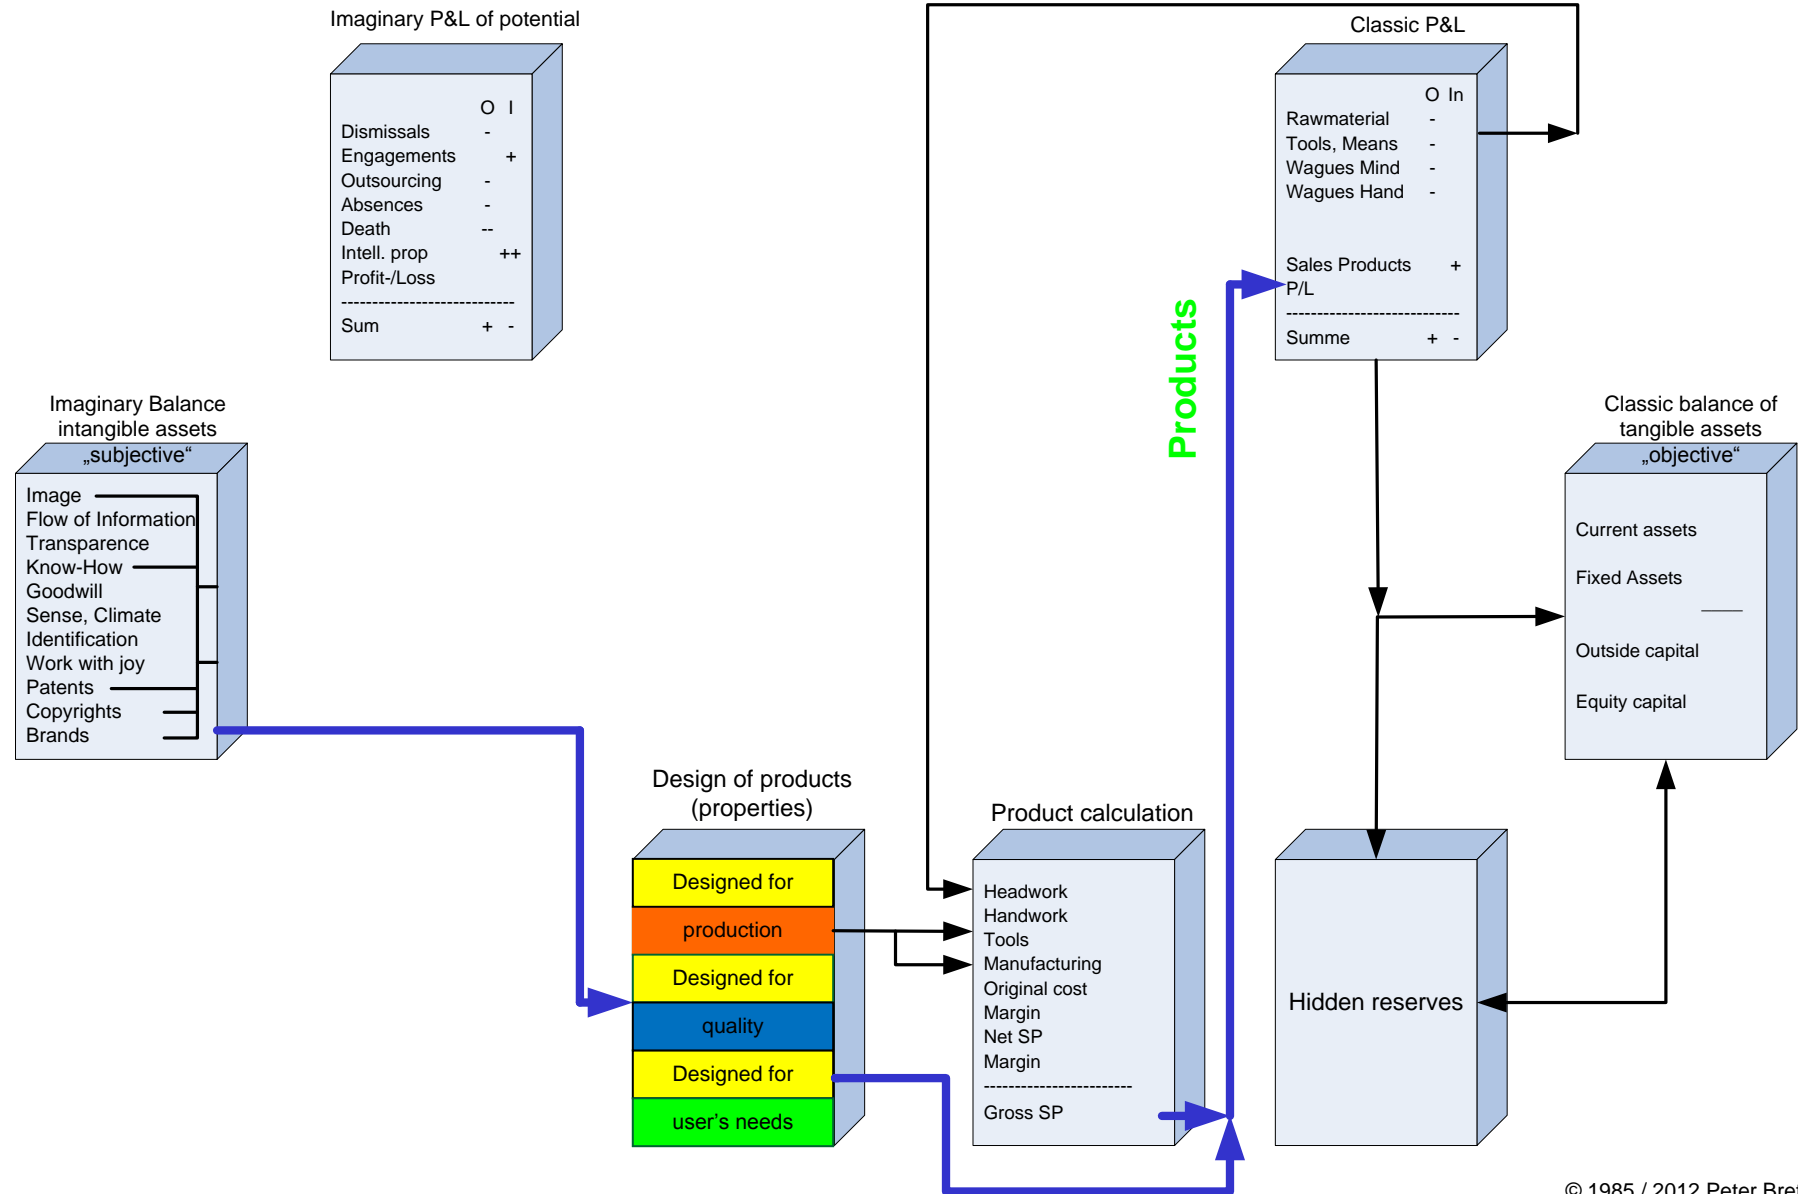 Imaginary P&L of potential
O I
Dismissals -
Engagements +
Outsourcing -
Absences -
Death --
Intell. prop ++
Profit-/Loss
----------------------------
Sum + -
Classic P&L
O In
Rawmaterial -
Tools, Means -
Wagues Mind -
Wagues Hand -
Sales Products +
P/L
----------------------------
Summe + -
Products
Imaginary Balance
intangible assets
„subjective“
Image
Flow of Information
Transparence
Know-How
Goodwill
Sense, Climate
Identification
Work with joy
Patents
Copyrights
Brands
Classic balance of
tangible assets
„objective“
Current assets
Fixed Assets
Outside capital
Equity capital
Design of products
(properties)
Designed for
production
Designed for
quality
Designed for
user's needs
Product calculation
Headwork
Handwork
Tools
Manufacturing
Original cost
Margin
Net SP
Margin
------------------------
Gross SP
Hidden reserves
© 1985 / 2012 Peter